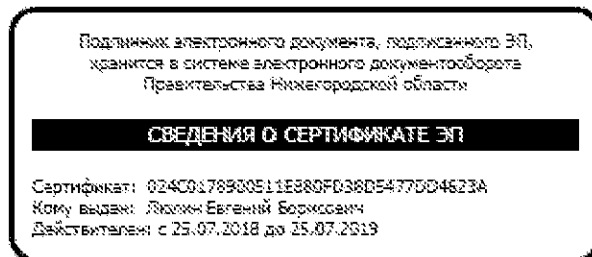 Подлинник электронного документа, подписанного ЭП,
хранится в системе электронного документооборота
Правительства Нижегородской области
СВЕДЕНИЯ О СЕРТИФИКАТЕ ЭП
Сертификат:
Кому выдан: Люлин Евгений Борисович
Действителен: с 25.07.2018 до 25.07.2019